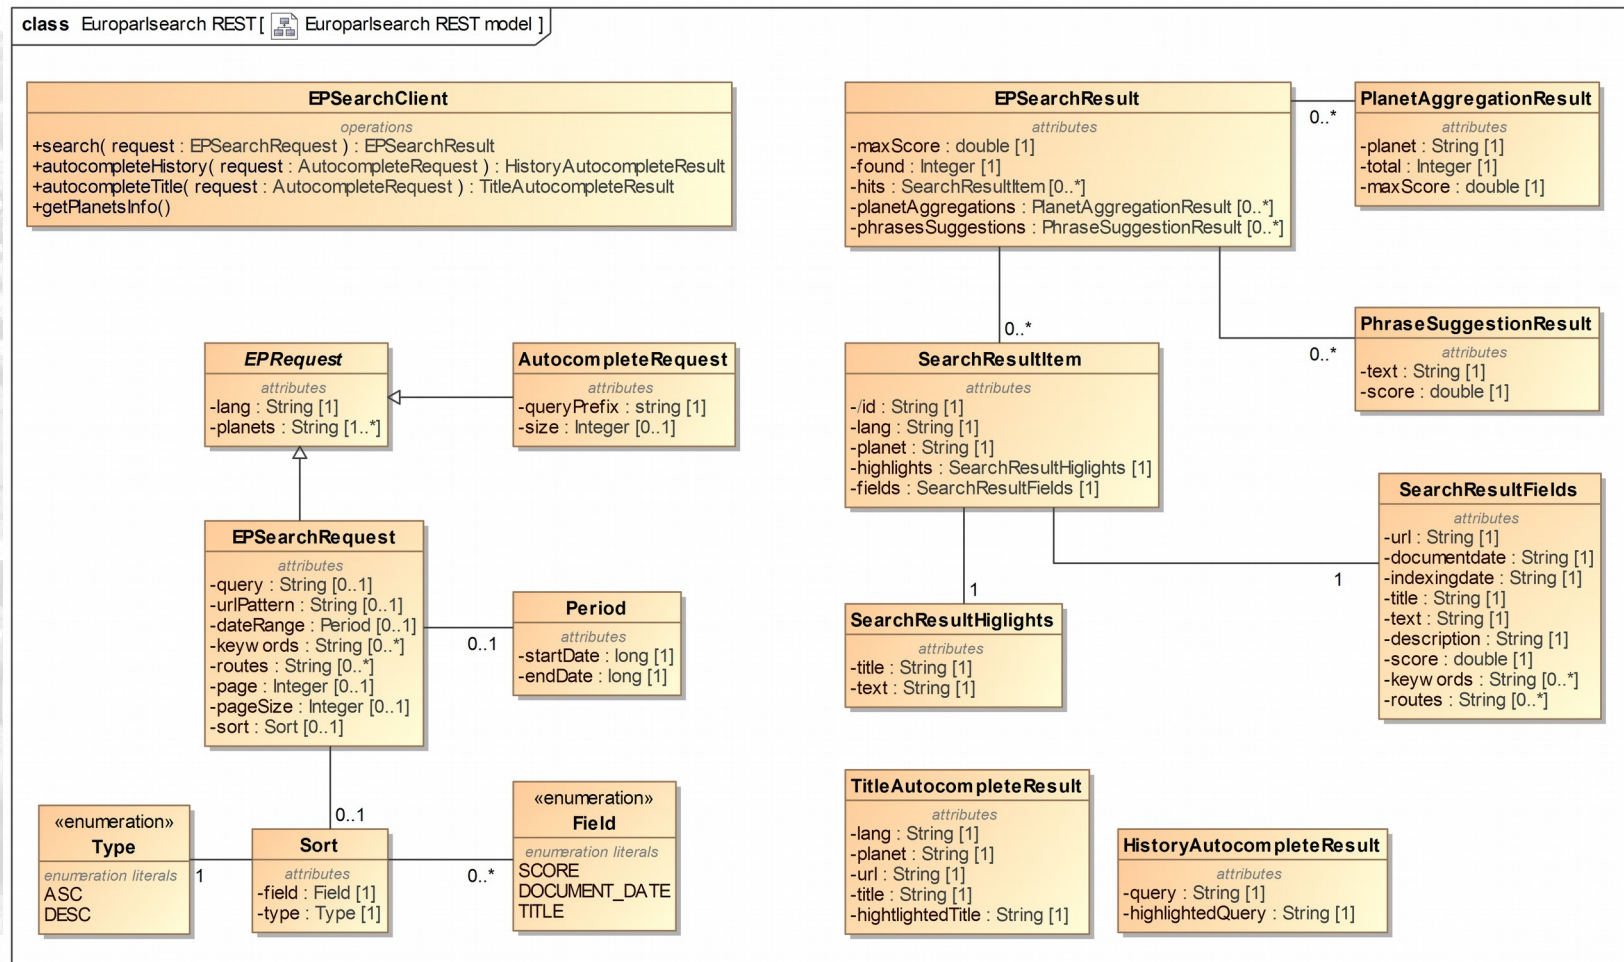 class Europarlsearch REST [ Europarlsearch REST model ]
EPSearchClient
operations
+search( request : EPSearchRequest ) : EPSearchResult
+autocompleteHistory( request : AutocompleteRequest ) : HistoryAutocompleteResult
+autocompleteTitle( request : AutocompleteRequest ) : TitleAutocompleteResult
+getPlanetsInfo()
EPSearchResult
attributes
-maxScore : double [1]
-found : Integer [1]
-hits : SearchResultItem [0..*]
-planetAggregations : PlanetAggregationResult [0..*]
-phrasesSuggestions : PhraseSuggestionResult [0..*]
0..*
PlanetAggregationResult
attributes
-planet : String [1]
-total : Integer [1]
-maxScore : double [1]
0..*
0..*
PhraseSuggestionResult
attributes
-text : String [1]
-score : double [1]
EPRequest
attributes
-lang : String [1]
-planets : String [1..*]
AutocompleteRequest
attributes
-queryPrefix : string [1]
-size : Integer [0..1]
SearchResultItem
attributes
-/id : String [1]
-lang : String [1]
-planet : String [1]
-highlights : SearchResultHiglights [1]
-fields : SearchResultFields [1]
SearchResultFields
attributes
-url : String [1]
-documentdate : String [1]
-indexingdate : String [1]
-title : String [1]
-text : String [1]
-description : String [1]
-score : double [1]
-keywords : String [0..*]
-routes : String [0..*]
1
1
EPSearchRequest
attributes
-query : String [0..1]
-urlPattern : String [0..1]
-dateRange : Period [0..1]
-keywords : String [0..*]
-routes : String [0..*]
-page : Integer [0..1]
-pageSize : Integer [0..1]
-sort : Sort [0..1]
0..1
Period
attributes
-startDate : long [1]
-endDate : long [1]
SearchResultHiglights
attributes
-title : String [1]
-text : String [1]
0..1
«enumeration»
Type
enumeration literals
ASC
DESC
1
Sort
attributes
-field : Field [1]
-type : Type [1]
0..*
«enumeration»
Field
enumeration literals
SCORE
DOCUMENT_DATE
TITLE
TitleAutocompleteResult
attributes
-lang : String [1]
-planet : String [1]
-url : String [1]
-title : String [1]
-hightlightedTitle : String [1]
HistoryAutocompleteResult
attributes
-query : String [1]
-highlightedQuery : String [1]